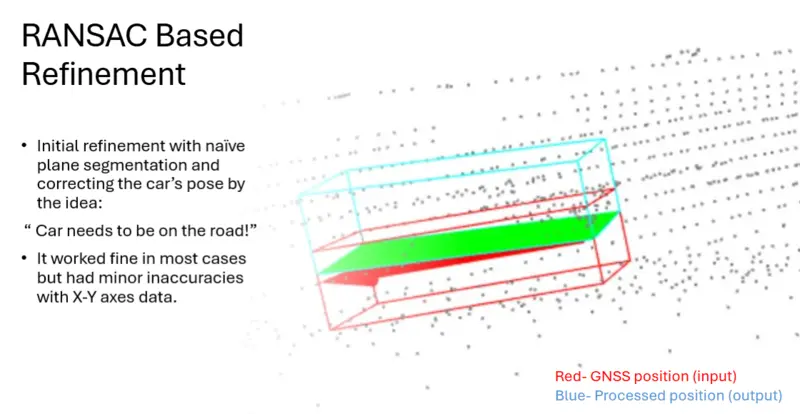 RANSAC Based
Refinement
• Initial refinement with naïve
plane segmentation and
correcting the car's pose by
the idea:
“ Car needs to be on the road!”
• It worked fine in most cases
but had minor inaccuracies
with X-Y axes data.
Red- GNSS position (input)
Blue- Processed position (output)